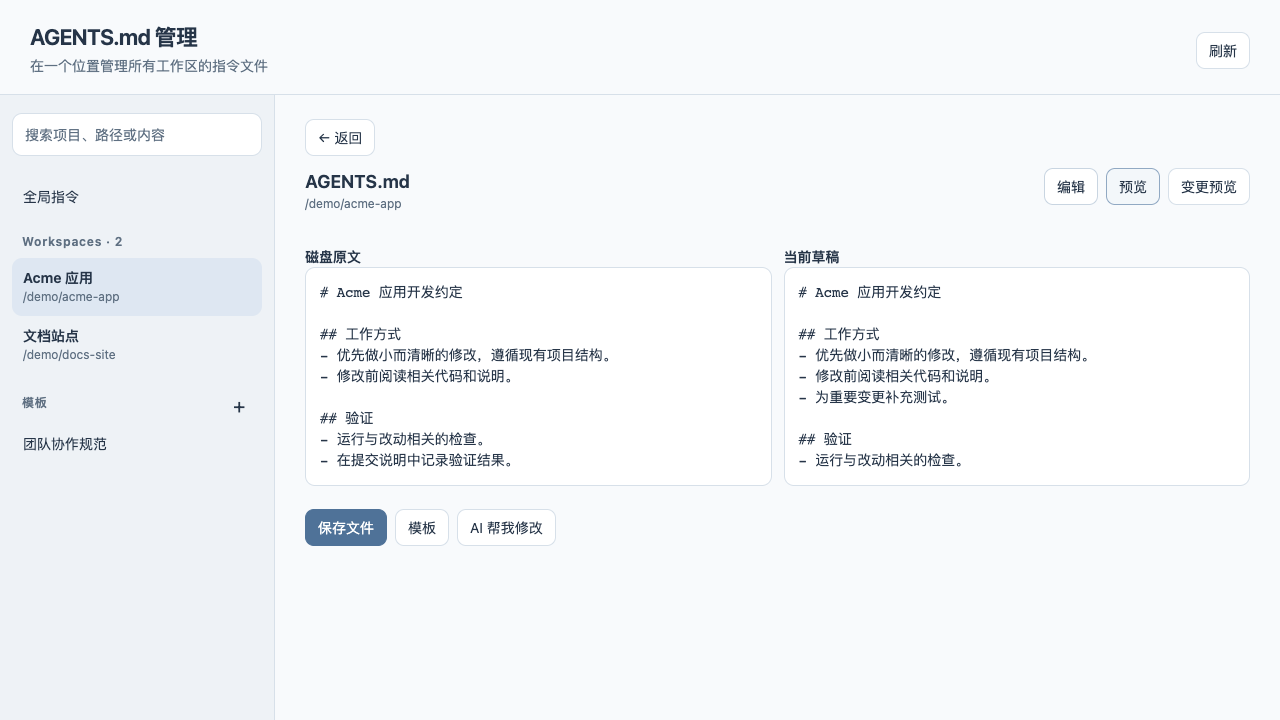 AGENTS.md 管理
在一个位置管理所有工作区的指令文件
刷新
搜索项目、路径或内容
全局指令
Workspaces · 2
Acme 应用
/demo/acme-app
文档站点
/demo/docs-site
模板
+
团队协作规范
← 返回
AGENTS.md
/demo/acme-app
编辑
预览
变更预览
磁盘原文
# Acme 应用开发约定
## 工作方式
- 优先做小而清晰的修改，遵循现有项目结构。
- 修改前阅读相关代码和说明。
## 验证
- 运行与改动相关的检查。
- 在提交说明中记录验证结果。
当前草稿
# Acme 应用开发约定
## 工作方式
- 优先做小而清晰的修改，遵循现有项目结构。
- 修改前阅读相关代码和说明。
- 为重要变更补充测试。
## 验证
- 运行与改动相关的检查。
保存文件
模板
AI 帮我修改